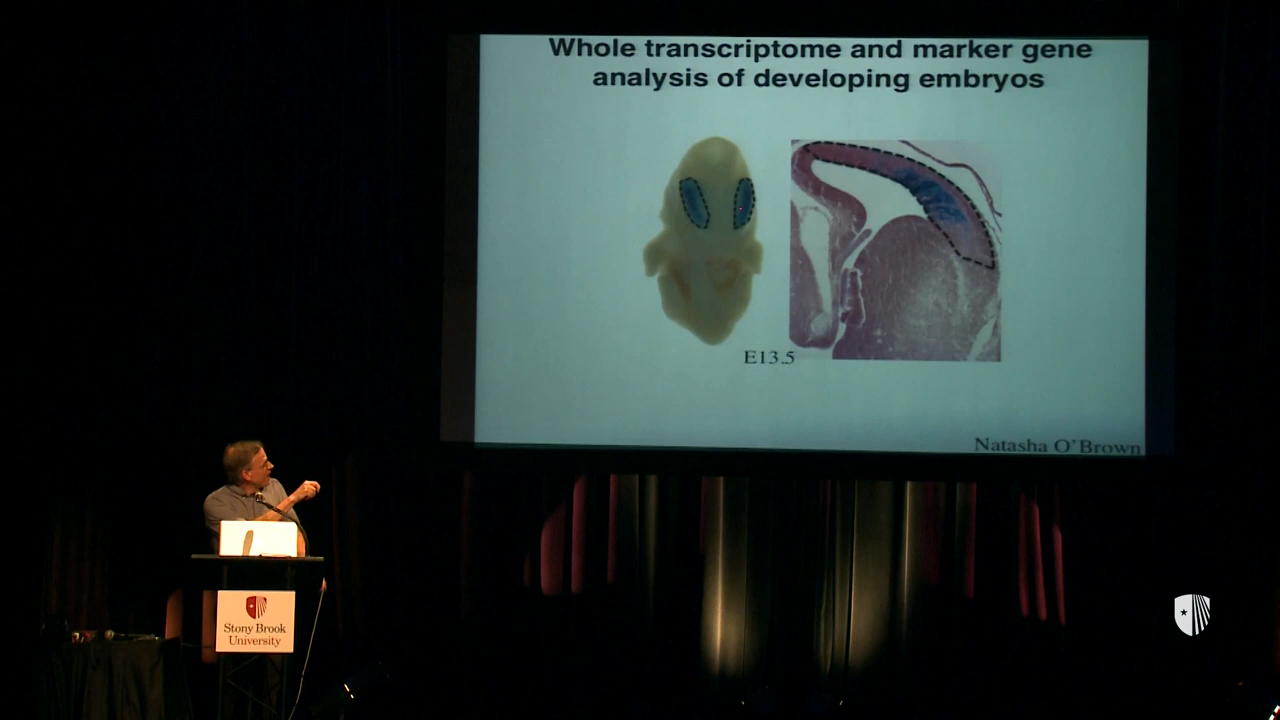 Whole transcriptome and marker gene
analysis of developing embryos
E13.5
Natasha O'Brown
Stony Brook
University